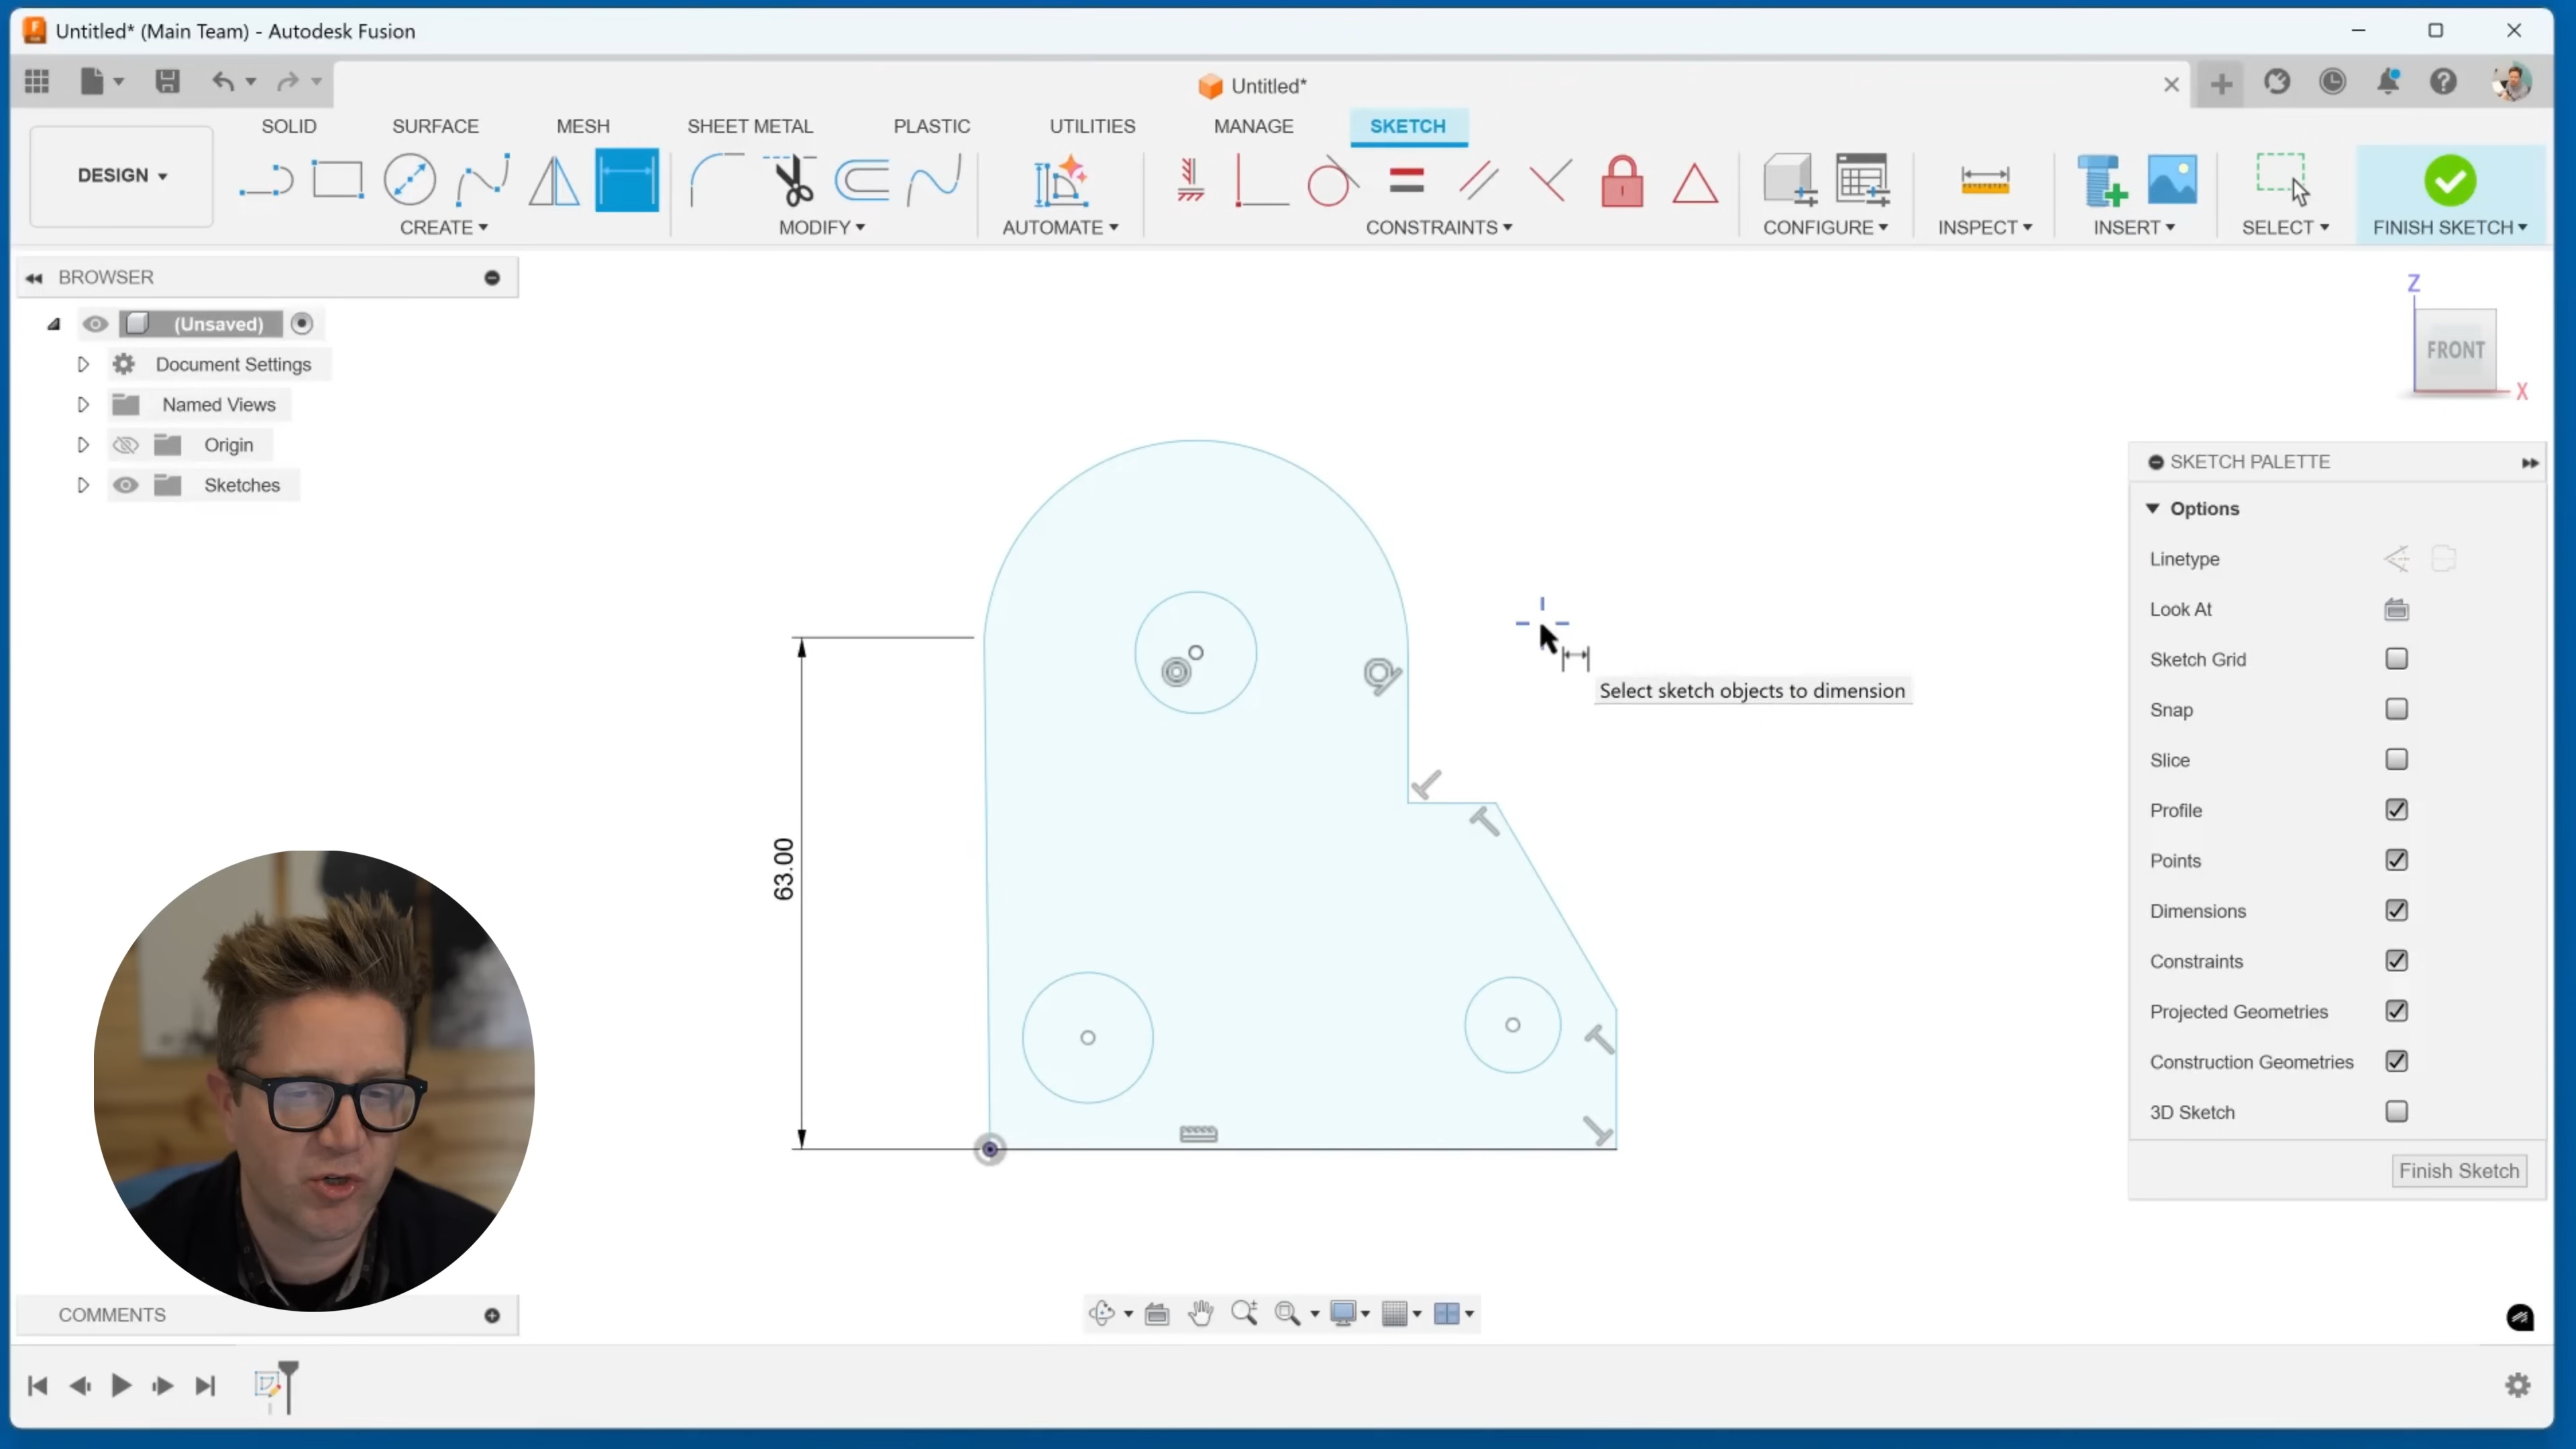 Untitled* (Main Team) - Autodesk Fusion
Untitled*
SOLID SURFACE MESH SHEET METAL PLASTIC UTILITIES MANAGE SKETCH
DESIGN
CREATE MODIFY AUTOMATE CONSTRAINTS CONFIGURE INSPECT INSERT SELECT FINISH SKETCH
BROWSER
(Unsaved)
Document Settings
Named Views
Origin
Sketches
Z
FRONT
X
SKETCH PALETTE
Options
Linetype
Look At
Sketch Grid
Snap
Slice
Profile
Points
Dimensions
Constraints
Projected Geometries
Construction Geometries
3D Sketch
Finish Sketch
Select sketch objects to dimension
63.00
COMMENTS